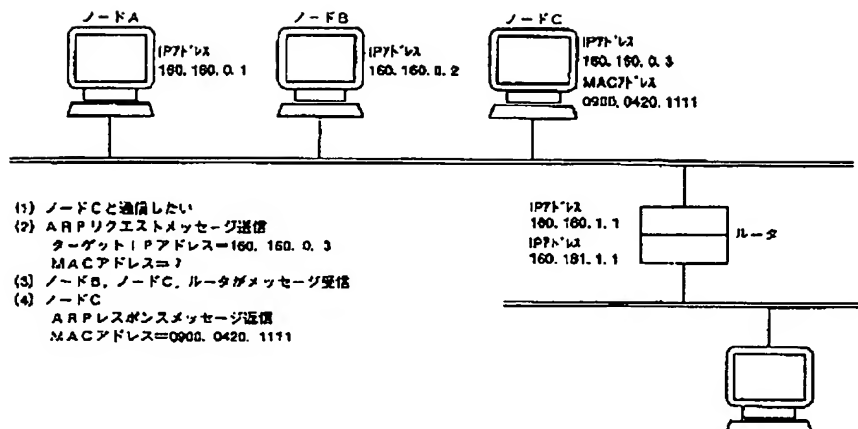 ノードA
ノードB
ノードC
IPアドレス
160.160.0.1
IPアドレス
160.160.0.2
IPアドレス
160.160.0.3
MACアドレス
0900.0420.1111
(1) ノードCと通信したい
(2) ARPリクエストメッセージ送信
ターゲットIPアドレス=160.160.0.3
MACアドレス=?
(3) ノードB，ノードC，ルータがメッセージ受信
(4) ノードC
ARPレスポンスメッセージ返信
MACアドレス=0900.0420.1111
IPアドレス
160.160.1.1
IPアドレス
160.161.1.1
ルータ